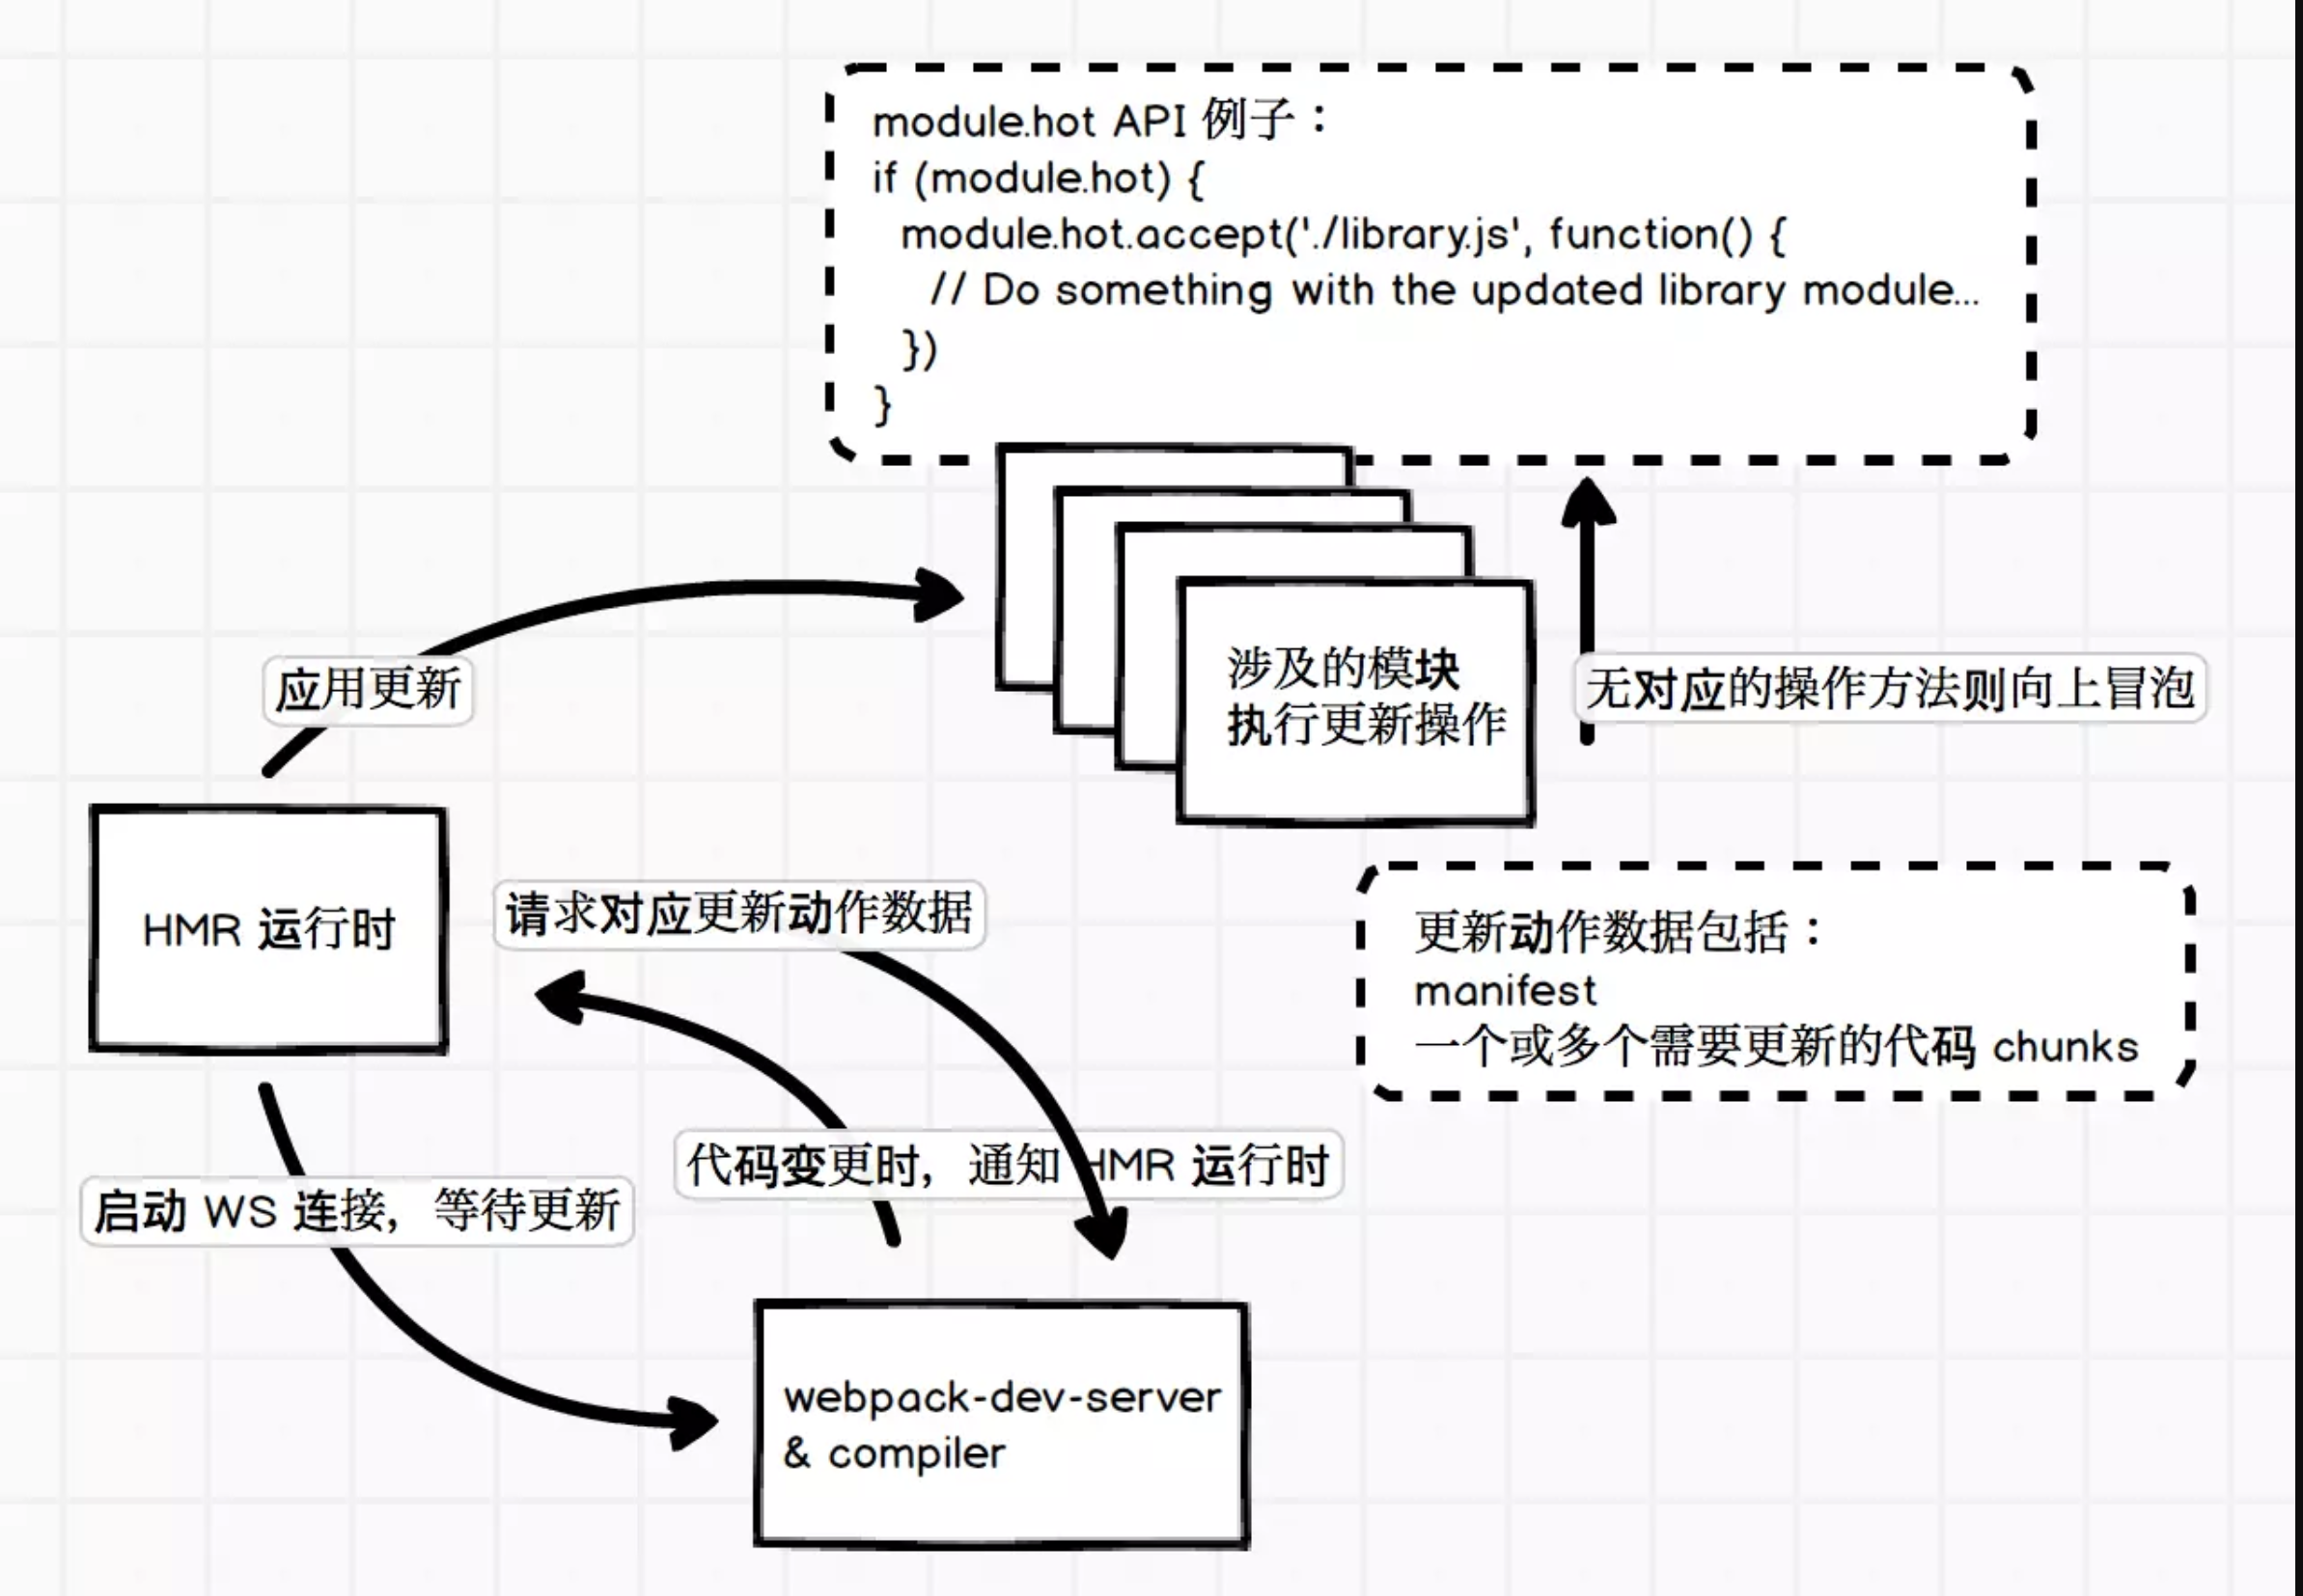 module.hot API 例子：
if (module.hot) {
module.hot.accept('./library.js', function() {
// Do something with the updated library module...
})
}
应用更新
涉及的模块
执行更新操作
无对应的操作方法则向上冒泡
HMR 运行时
请求对应更新动作数据
更新动作数据包括：
manifest
一个或多个需要更新的代码 chunks
代码变更时，通知 HMR 运行时
启动 WS 连接，等待更新
webpack-dev-server
& compiler